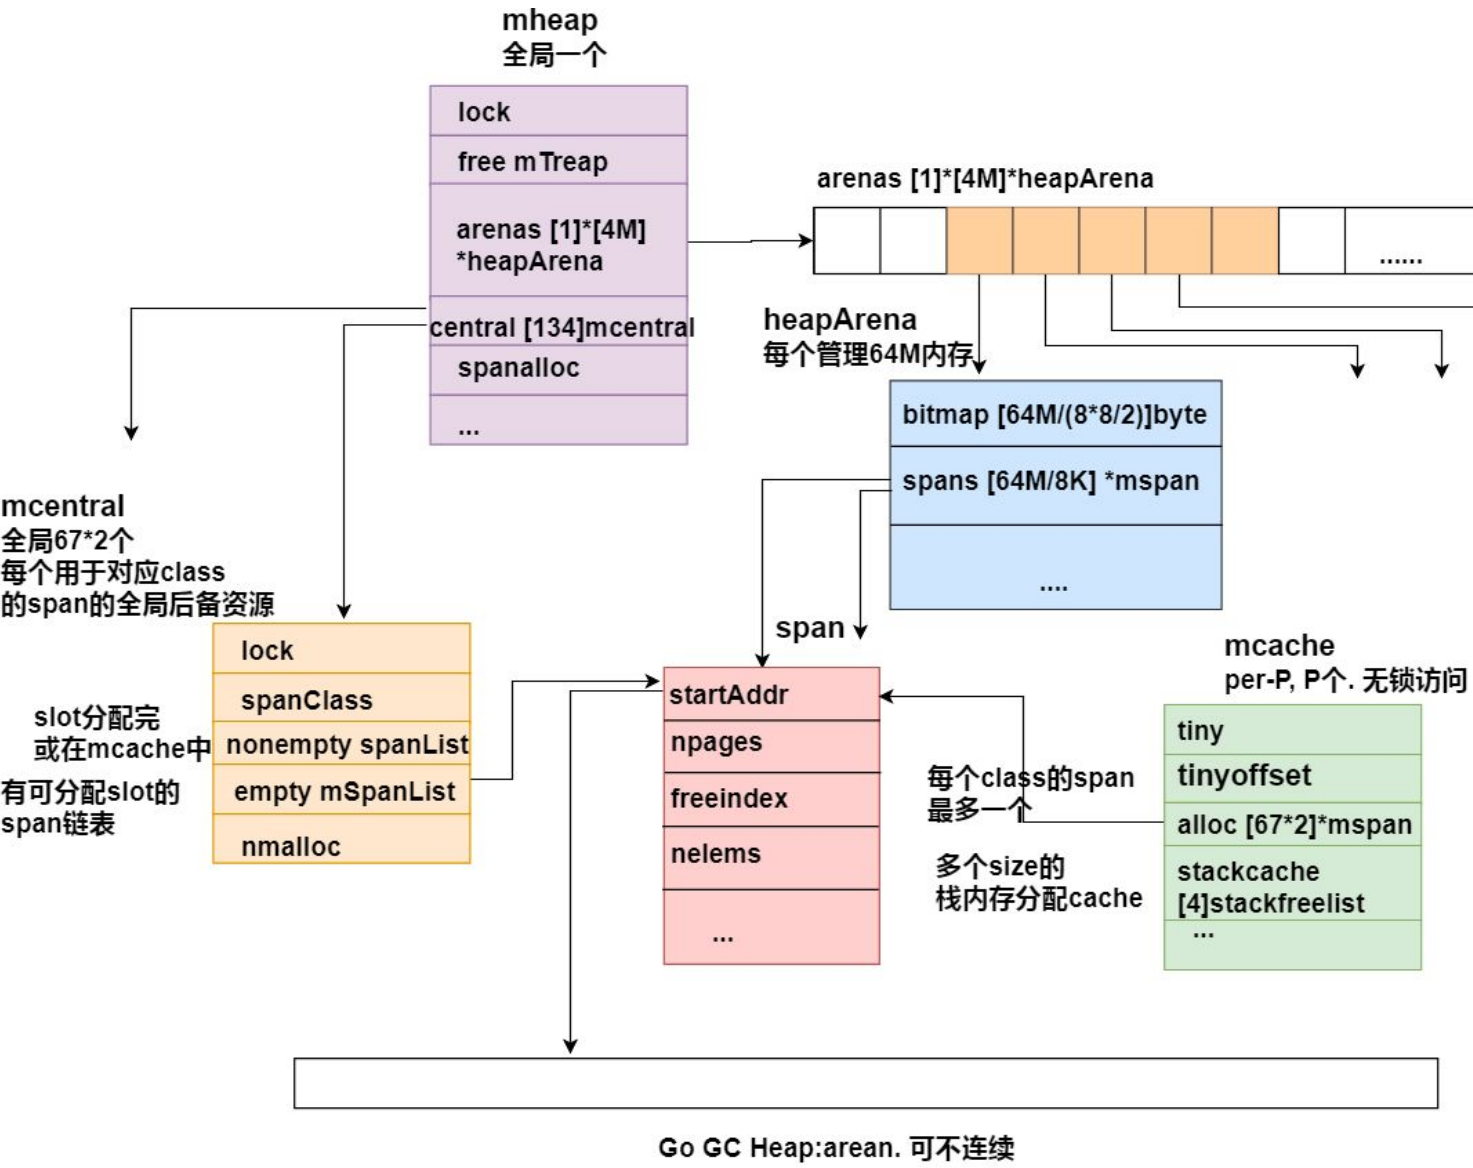 mheap
全局一个
lock
free mTreap
arenas [1]*[4M]
*heapArena
central [134]mcentral
spanalloc
...
arenas [1]*[4M]*heapArena
......
heapArena
每个管理64M内存
bitmap [64M/(8*8/2)]byte
spans [64M/8K] *mspan
....
mcentral
全局67*2个
每个用于对应class
的span的全局后备资源
lock
spanClass
nonempty spanList
empty mSpanList
nmalloc
slot分配完
或在mcache中
有可分配slot的
span链表
span
startAddr
npages
freeindex
nelems
...
每个class的span
最多一个
多个size的
栈内存分配cache
mcache
per-P, P个. 无锁访问
tiny
tinyoffset
alloc [67*2]*mspan
stackcache
[4]stackfreelist
...
Go GC Heap:arean. 可不连续